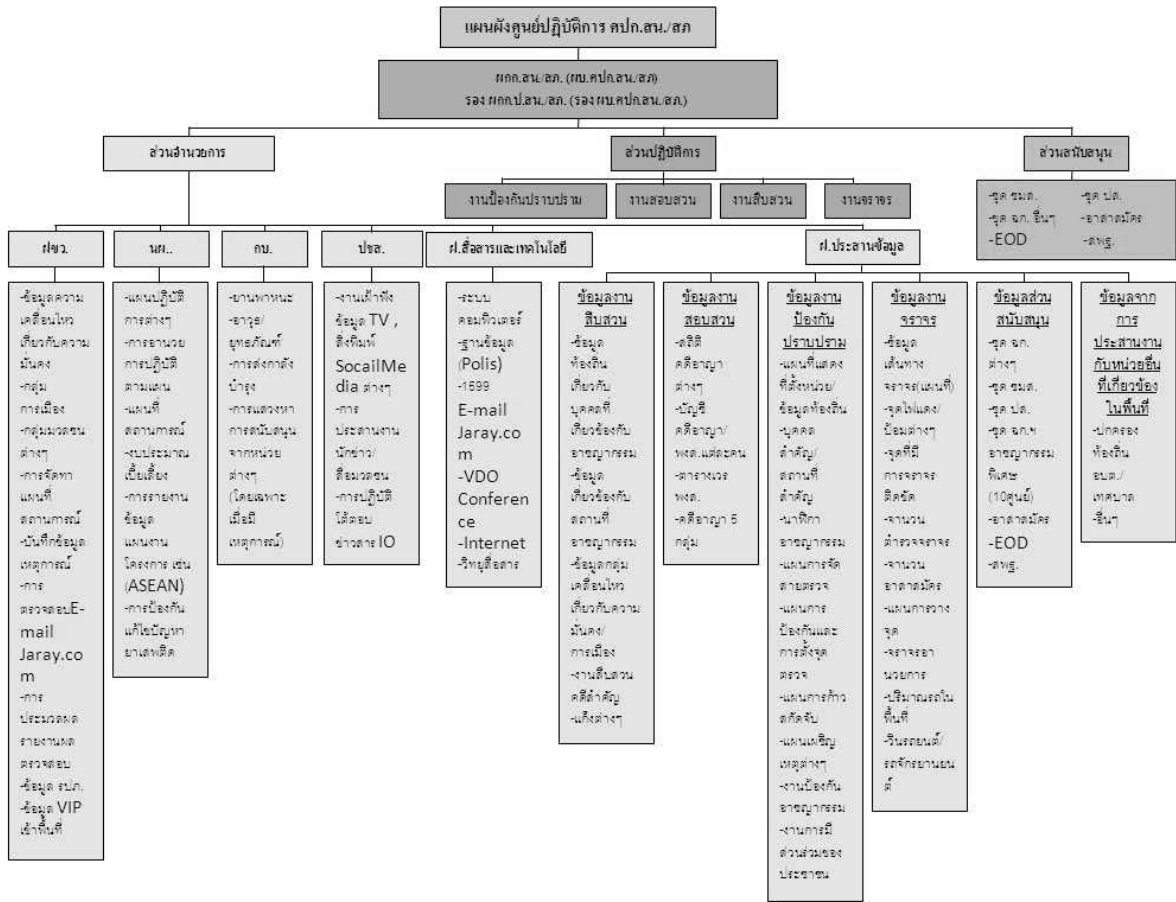 แผนผังศูนย์ปฏิบัติการ ศปก.สน./สภ
ผกก.สน./สภ. (ผบ.ศปก.สน./สภ)
รอง ผกก.ป.สน./สภ. (รอง ผบ.ศปก.สน./สภ.)
ส่วนอำนวยการ
ส่วนปฏิบัติการ
ส่วนสนับสนุน
งานป้องกันปราบปราม
งานสอบสวน
งานสืบสวน
งานจราจร
-ชุด ชมส.
-ชุด ปส.
-ชุด ฉก. อื่นๆ
-อาสาสมัคร
-EOD
-สพฐ.
ฝขว.
นผ..
กบ.
ปชส.
ฝ.สื่อสารและเทคโนโลยี
ฝ.ประสานข้อมูล
-ข้อมูลความ
เคลื่อนไหว
เกี่ยวกับความ
มั่นคง
-กลุ่ม
การเมือง
-กลุ่มมวลชน
ต่างๆ
-การจัดทำ
แผนที่
สถานการณ์
-บันทึกข้อมูล
เหตุการณ์
-การ
ตรวจสอบE-
mail
Jaray.co
m
-การ
ประมวลผล
รายงานผล
ตรวจสอบ
-ข้อมูล รปภ.
-ข้อมูล VIP
เข้าพื้นที่
-แผนปฏิบัติ
การต่างๆ
-การอำนวย
การปฏิบัติ
ตามแผน
-แผนที่
สถานการณ์
-งบประมาณ
เบี้ยเลี้ยง
-การรายงาน
ข้อมูล
แผนงาน
โครงการ เช่น
(ASEAN)
-การป้องกัน
แก้ไขปัญหา
ยาเสพติด
-ยานพาหนะ
-อาวุธ/
ยุทธภัณฑ์
-การส่งกำลัง
บำรุง
-การแสวงหา
การสนับสนุน
จากหน่วย
ต่างๆ
(โดยเฉพาะ
เมื่อมี
เหตุการณ์)
-งานเฝ้าฟัง
ข้อมูล TV ,
สิ่งพิมพ์
SocailMe
dia ต่างๆ
-การ
ประสานงาน
นักข่าว/
สื่อมวลชน
-การปฏิบัติ
โต้ตอบ
ข่าวสาร IO
-ระบบ
คอมพิวเตอร์
-ฐานข้อมูล
(Polis)
-1599
E-mail
Jaray.co
m
-VDO
Conferen
ce
-Internet
-วิทยุสื่อสาร
ข้อมูลงาน
สืบสวน
-ข้อมูล
ท้องถิ่น
เกี่ยวกับ
บุคคลที่
เกี่ยวข้องกับ
อาชญากรรม
-ข้อมูล
เกี่ยวข้องกับ
สถานที่
อาชญากรรม
-ข้อมูลกลุ่ม
เคลื่อนไหว
เกี่ยวกับความ
มั่นคง/
การเมือง
-งานสืบสวน
คดีสำคัญ
-แก๊งต่างๆ
ข้อมูลงาน
สอบสวน
-สถิติ
คดีอาญา
ต่างๆ
-บัญชี
คดีอาญา/
พงส.แต่ละคน
-ตารางเวร
พงส.
-คดีอาญา 5
กลุ่ม
ข้อมูลงาน
ป้องกัน
ปราบปราม
-แผนที่แสดง
ที่ตั้งหน่วย/
ข้อมูลท้องถิ่น
-บุคคล
สำคัญ/
สถานที่
สำคัญ
-นาฬิกา
อาชญากรรม
-แผนการจัด
สายตรวจ
-แผนการ
ป้องกันและ
การตั้งจุด
ตรวจ
-แผนการก้าว
สกัดจับ
-แผนเผชิญ
เหตุต่างๆ
-งานป้องกัน
อาชญากรรม
-งานการมี
ส่วนร่วมของ
ประชาชน
ข้อมูลงาน
จราจร
-ข้อมูล
เส้นทาง
จราจร(แผนที่)
-จุดไฟแดง/
ป้อมต่างๆ
-จุดที่มี
การจราจร
ติดขัด
-จำนวน
ตำรวจจราจร
-จำนวน
อาสาสมัคร
-แผนการวาง
จุด
-จราจรอำ
นวยการ
-ปริมาณรถใน
พื้นที่
-วินรถยนต์/
รถจักรยานยน
ต์
ข้อมูลส่วน
สนับสนุน
-ชุด ฉก.
ต่างๆ
-ชุด ชมส.
-ชุด ปส.
-ชุด ฉก.ฯ
อาชญากรรม
พิเศษ
(10ศูนย์)
-อาสาสมัคร
-EOD
-สพฐ.
ข้อมูลจาก
การ
ประสานงาน
กับหน่วยอื่น
ที่เกี่ยวข้อง
ในพื้นที่
-ปกครอง
ท้องถิ่น
อบต./
เทศบาล
-อื่นๆ